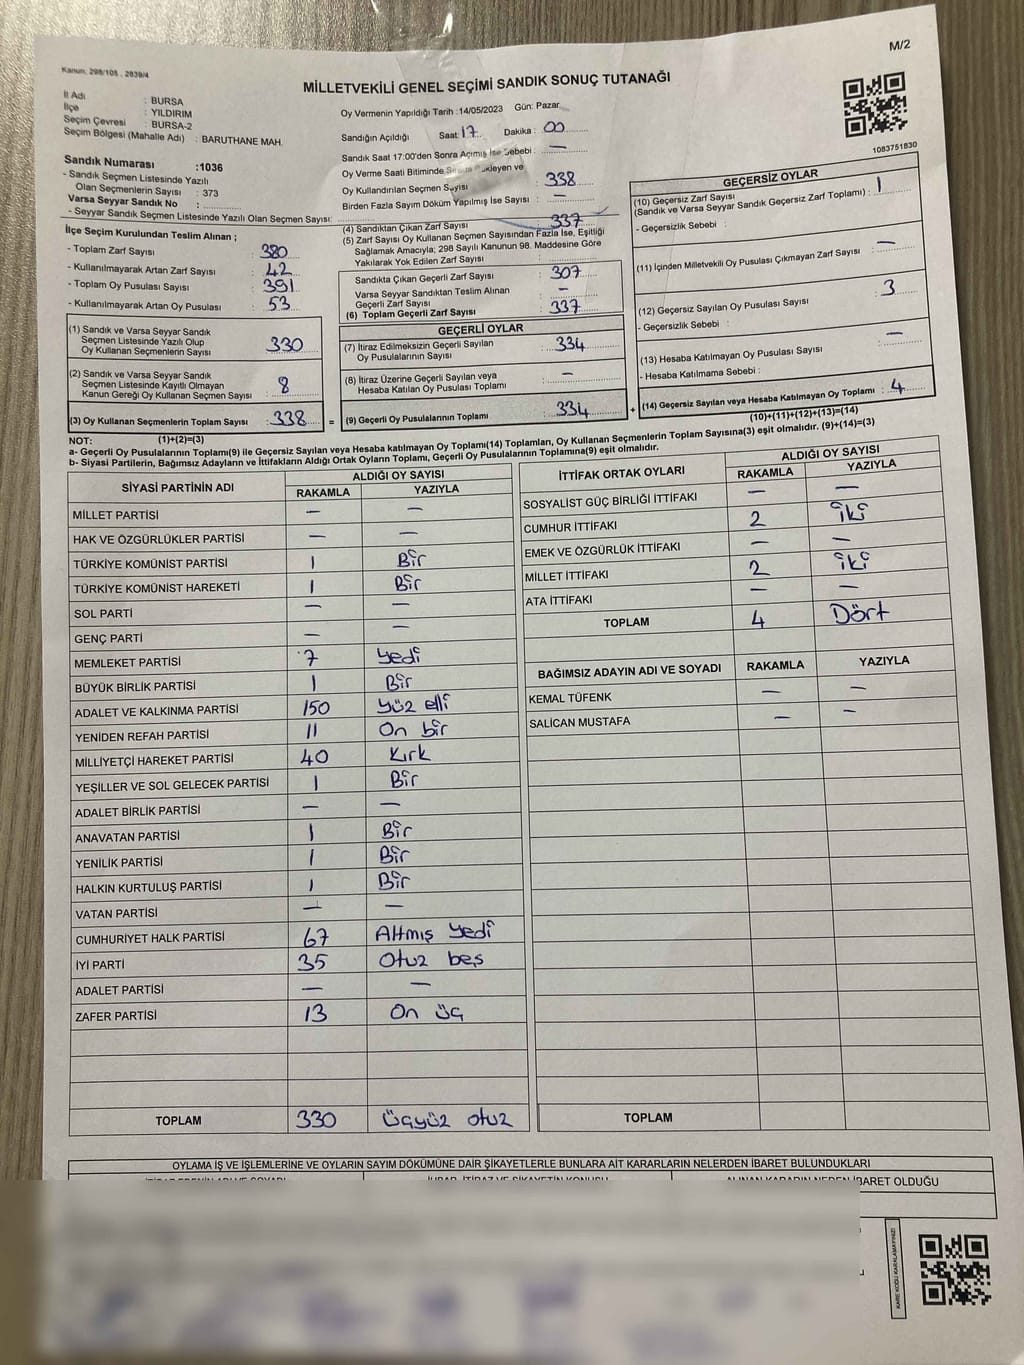 Kanun: 298/105 , 2839/4
M/2
MİLLETVEKİLİ GENEL SEÇİMİ SANDIK SONUÇ TUTANAĞI
İl Adı : BURSA
İlçe : YILDIRIM
Seçim Çevresi : BURSA-2
Seçim Bölgesi (Mahalle Adı) : BARUTHANE MAH.
Oy Vermenin Yapıldığı Tarih : 14/05/2023 Gün: Pazar
Sandığın Açıldığı Saat: 17 Dakika : 00
Sandık Saat 17:00'den Sonra Açılmış İse Sebebi : —
Oy Verme Saati Bitiminde
Oy Kullandırılan Seçmen Sayısı : 338
Birden Fazla Sayım Döküm Yapılmış İse Sayısı : —
1083751830
Sandık Numarası :1036
- Sandık Seçmen Listesinde Yazılı
Olan Seçmenlerin Sayısı : 373
Varsa Seyyar Sandık No :
- Seyyar Sandık Seçmen Listesinde Yazılı Olan Seçmen Sayısı:
İlçe Seçim Kurulundan Teslim Alınan ;
- Toplam Zarf Sayısı : 380
- Kullanılmayarak Artan Zarf Sayısı : 42
- Toplam Oy Pusulası Sayısı : 391
- Kullanılmayarak Artan Oy Pusulası : 53
(1) Sandık ve Varsa Seyyar Sandık
Seçmen Listesinde Yazılı Olup
Oy Kullanan Seçmenlerin Sayısı : 330
(2) Sandık ve Varsa Seyyar Sandık
Seçmen Listesinde Kayıtlı Olmayan
Kanun Gereği Oy Kullanan Seçmen Sayısı : 8
(3) Oy Kullanan Seçmenlerin Toplam Sayısı : 338
(4) Sandıktan Çıkan Zarf Sayısı : 337
(5) Zarf Sayısı Oy Kullanan Seçmen Sayısından Fazla İse, Eşitliği
Sağlamak Amacıyla, 298 Sayılı Kanunun 98. Maddesine Göre
Yakılarak Yok Edilen Zarf Sayısı :
Sandıkta Çıkan Geçerli Zarf Sayısı : 307
Varsa Seyyar Sandıktan Teslim Alınan
Geçerli Zarf Sayısı : —
(6) Toplam Geçerli Zarf Sayısı : 337
GEÇERLİ OYLAR
(7) İtiraz Edilmeksizin Geçerli Sayılan
Oy Pusulalarının Sayısı : 334
(8) İtiraz Üzerine Geçerli Sayılan veya
Hesaba Katılan Oy Pusulası Toplamı : —
= (9) Geçerli Oy Pusulalarının Toplamı : 334
GEÇERSİZ OYLAR
(10) Geçersiz Zarf Sayısı
(Sandık ve Varsa Seyyar Sandık Geçersiz Zarf Toplamı) : 1
- Geçersizlik Sebebi :
(11) İçinden Milletvekili Oy Pusulası Çıkmayan Zarf Sayısı : —
(12) Geçersiz Sayılan Oy Pusulası Sayısı : 3
- Geçersizlik Sebebi :
(13) Hesaba Katılmayan Oy Pusulası Sayısı : —
- Hesaba Katılmama Sebebi :
+ (14) Geçersiz Sayılan veya Hesaba Katılmayan Oy Toplamı : 4
(10)+(11)+(12)+(13)=(14)
NOT: (1)+(2)=(3)
a- Geçerli Oy Pusulalarının Toplamı(9) ile Geçersiz Sayılan veya Hesaba katılmayan Oy Toplamı(14) Toplamları, Oy Kullanan Seçmenlerin Toplam Sayısına(3) eşit olmalıdır. (9)+(14)=(3)
b- Siyasi Partilerin, Bağımsız Adayların ve İttifakların Aldığı Ortak Oyların Toplamı, Geçerli Oy Pusulalarının Toplamına(9) eşit olmalıdır.
SİYASİ PARTİNİN ADI ALDIĞI OY SAYISI
RAKAMLA YAZIYLA
MİLLET PARTİSİ — —
HAK VE ÖZGÜRLÜKLER PARTİSİ — —
TÜRKİYE KOMÜNİST PARTİSİ 1 Bir
TÜRKİYE KOMÜNİST HAREKETİ 1 Bir
SOL PARTİ — —
GENÇ PARTİ — —
MEMLEKET PARTİSİ 7 yedi
BÜYÜK BİRLİK PARTİSİ 1 Bir
ADALET VE KALKINMA PARTİSİ 150 yüz elli
YENİDEN REFAH PARTİSİ 11 On bir
MİLLİYETÇİ HAREKET PARTİSİ 40 Kırk
YEŞİLLER VE SOL GELECEK PARTİSİ 1 Bir
ADALET BİRLİK PARTİSİ — —
ANAVATAN PARTİSİ 1 Bir
YENİLİK PARTİSİ 1 Bir
HALKIN KURTULUŞ PARTİSİ 1 Bir
VATAN PARTİSİ — —
CUMHURİYET HALK PARTİSİ 67 Altmış yedi
İYİ PARTİ 35 Otuz beş
ADALET PARTİSİ — —
ZAFER PARTİSİ 13 On üç
TOPLAM 330 üçyüz otuz
İTTİFAK ORTAK OYLARI ALDIĞI OY SAYISI
RAKAMLA YAZIYLA
SOSYALİST GÜÇ BİRLİĞİ İTTİFAKI — —
CUMHUR İTTİFAKI 2 iki
EMEK VE ÖZGÜRLÜK İTTİFAKI — —
MİLLET İTTİFAKI 2 iki
ATA İTTİFAKI — —
TOPLAM 4 Dört
BAĞIMSIZ ADAYIN ADI VE SOYADI RAKAMLA YAZIYLA
KEMAL TÜFENK — —
SALİCAN MUSTAFA — —
TOPLAM
OYLAMA İŞ VE İŞLEMLERİNE VE OYLARIN SAYIM DÖKÜMÜNE DAİR ŞİKAYETLERLE BUNLARA AİT KARARLARIN NELERDEN İBARET BULUNDUKLARI
ALINAN KARARIN NEDEN İBARET OLDUĞU
KARE KODU KARALAMAYINIZ!